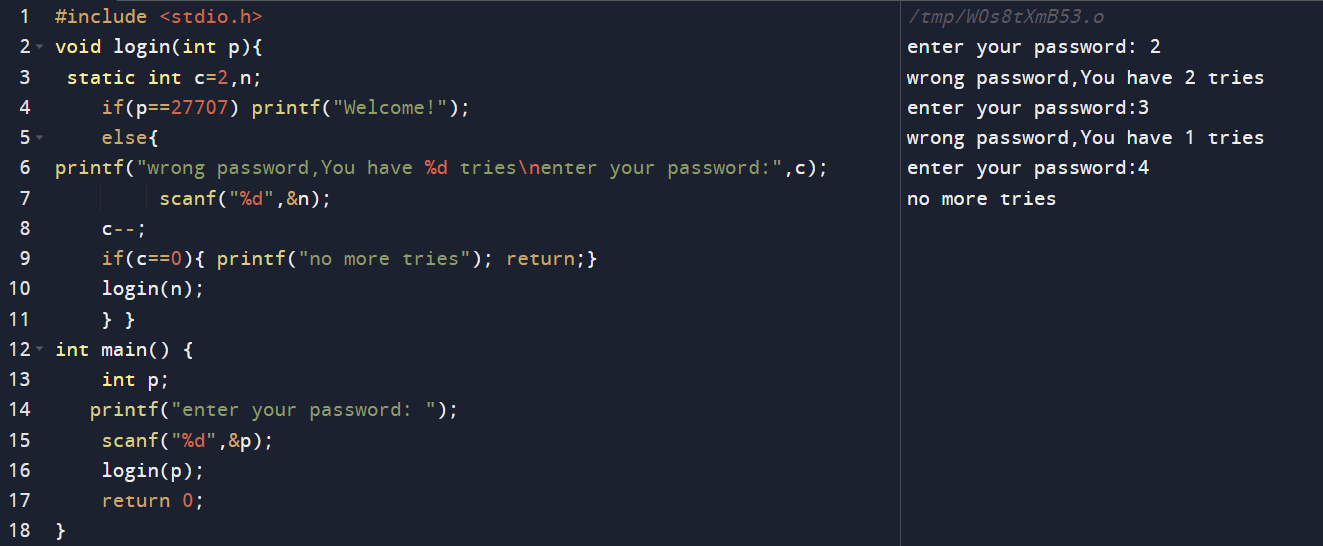 1 #include <stdio.h>
2 void login(int p){
3 static int c=2,n;
4 if(p==27707) printf("Welcome!");
5 else{
6 printf("wrong password,You have %d tries\nenter your password:",c);
7 scanf("%d",&n);
8 c--;
9 if(c==0){ printf("no more tries"); return;}
10 login(n);
11 } }
12 int main() {
13 int p;
14 printf("enter your password: ");
15 scanf("%d",&p);
16 login(p);
17 return 0;
18 }
/tmp/WOs8tXmB53.o
enter your password: 2
wrong password,You have 2 tries
enter your password:3
wrong password,You have 1 tries
enter your password:4
no more tries